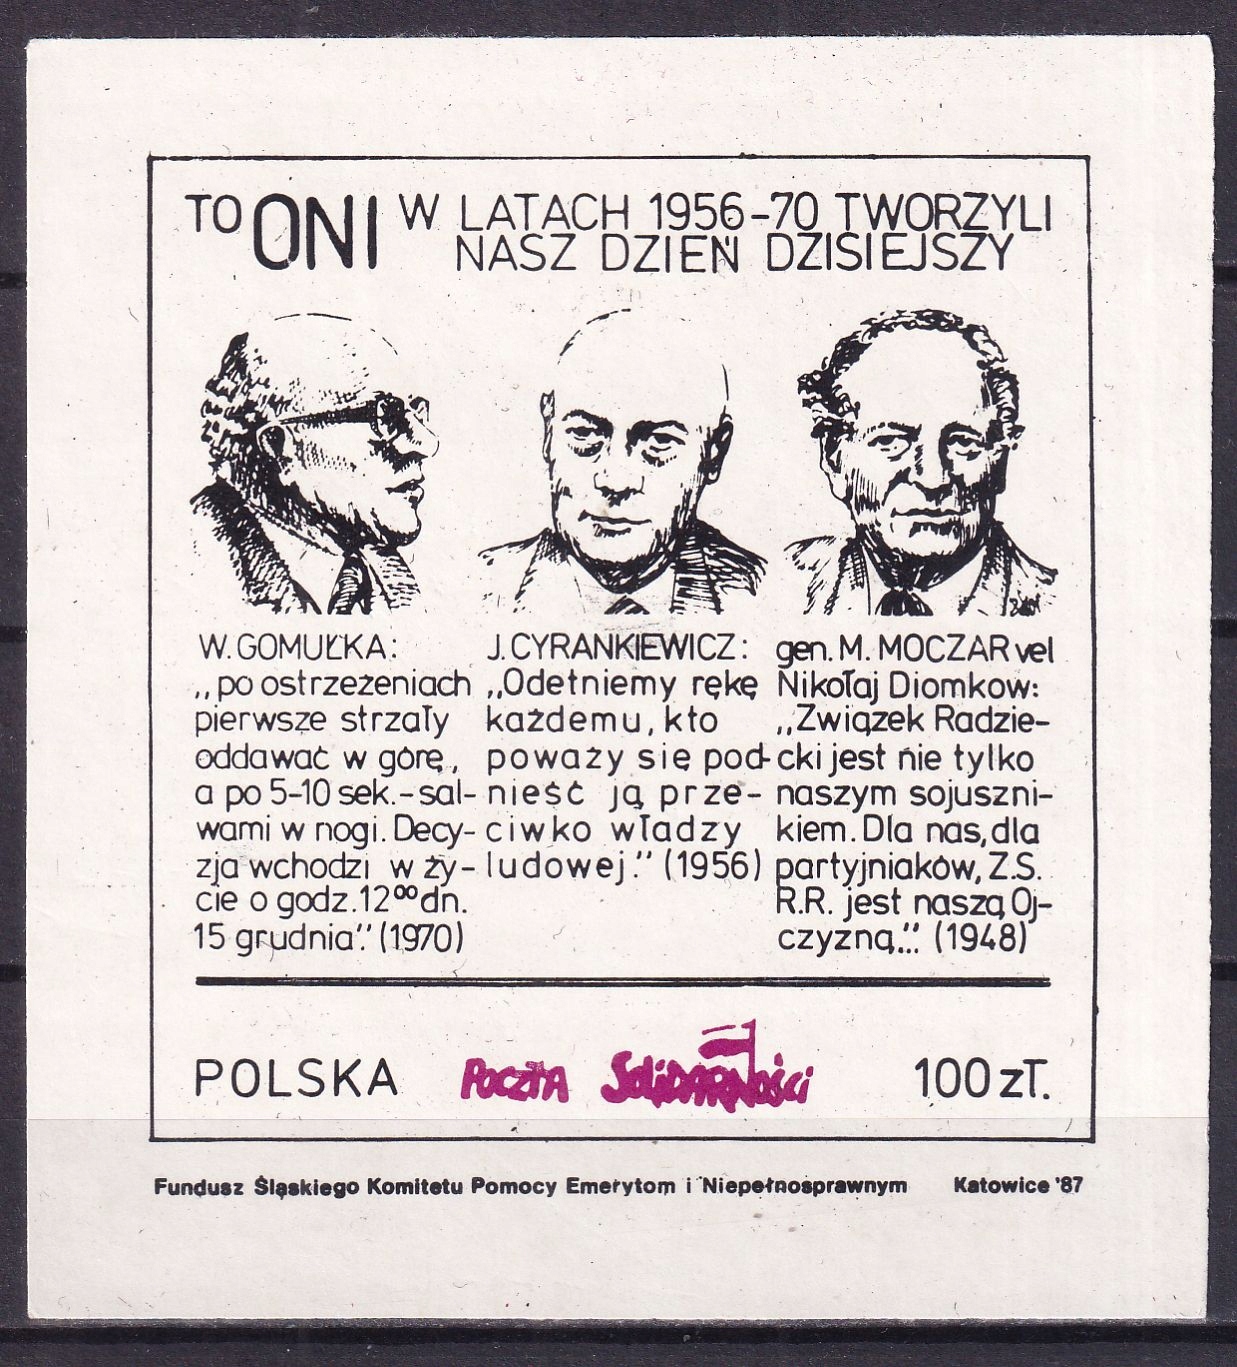 TO ONI W LATACH 1956-70 TWORZYLI
NASZ DZIEŃ DZISIEJSZY
W. GOMUŁKA:
„po ostrzeżeniach
pierwsze strzały
oddawać w górę,
a po 5-10 sek.-sal-
wami w nogi. Decy-
zja wchodzi w ży-
cie o godz. 12⁰⁰ dn.
15 grudnia”. (1970)
J. CYRANKIEWICZ:
„Odetniemy rękę
każdemu, kto
poważy się pod-
nieść ją prze-
ciwko władzy
ludowej.” (1956)
gen. M. MOCZAR vel
Nikołaj Diomkow:
„Związek Radzie-
cki jest nie tylko
naszym sojuszni-
kiem. Dla nas, dla
partyjniaków, Z.S.
R.R. jest naszą Oj-
czyzną...” (1948)
POLSKA Poczta Solidarności 100 zł.
Fundusz Śląskiego Komitetu Pomocy Emerytom i Niepełnosprawnym Katowice '87